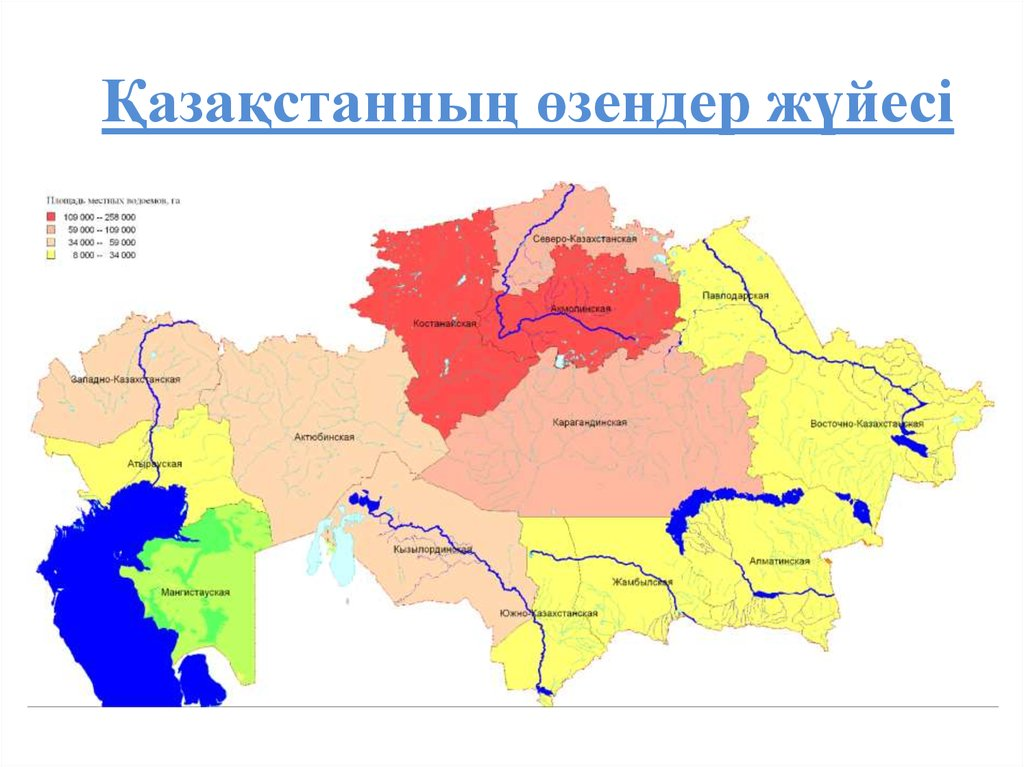 Қазақстанның өзендер жүйесі
Площадь местных водоемов, га
109 000 -- 258 000
59 000 -- 109 000
34 000 -- 59 000
8 000 -- 34 000
Северо-Казахстанская
Павлодарская
Акмолинская
Костанайская
Западно-Казахстанская
Карагандинская
Восточно-Казахстанская
Актюбинская
Атырауская
Кызылординская
Алматинская
Жамбылская
Мангистауская
Южно-Казахстанская